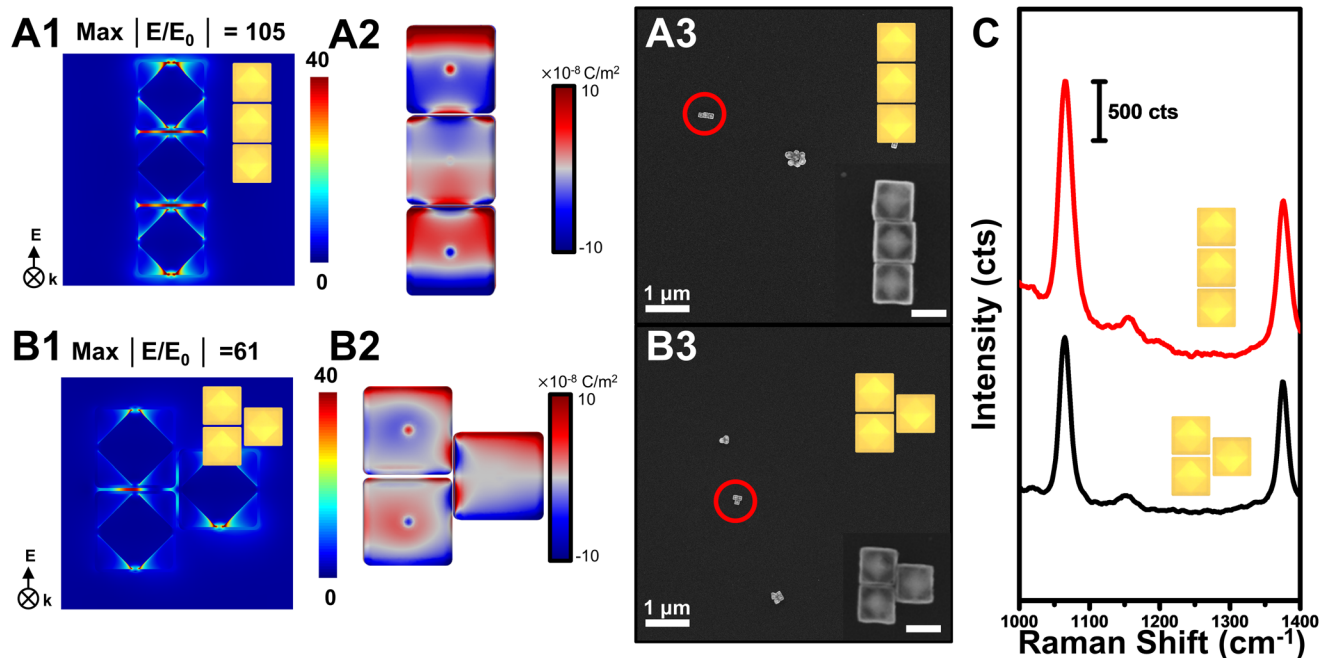 A1 Max |E/E₀| = 105
40
0
E
k
A2
×10⁻⁸ C/m²
10
-10
A3
1 µm
B1 Max |E/E₀| =61
40
0
E
k
B2
×10⁻⁸ C/m²
10
-10
B3
1 µm
C
500 cts
Intensity (cts)
1000 1100 1200 1300 1400
Raman Shift (cm⁻¹)